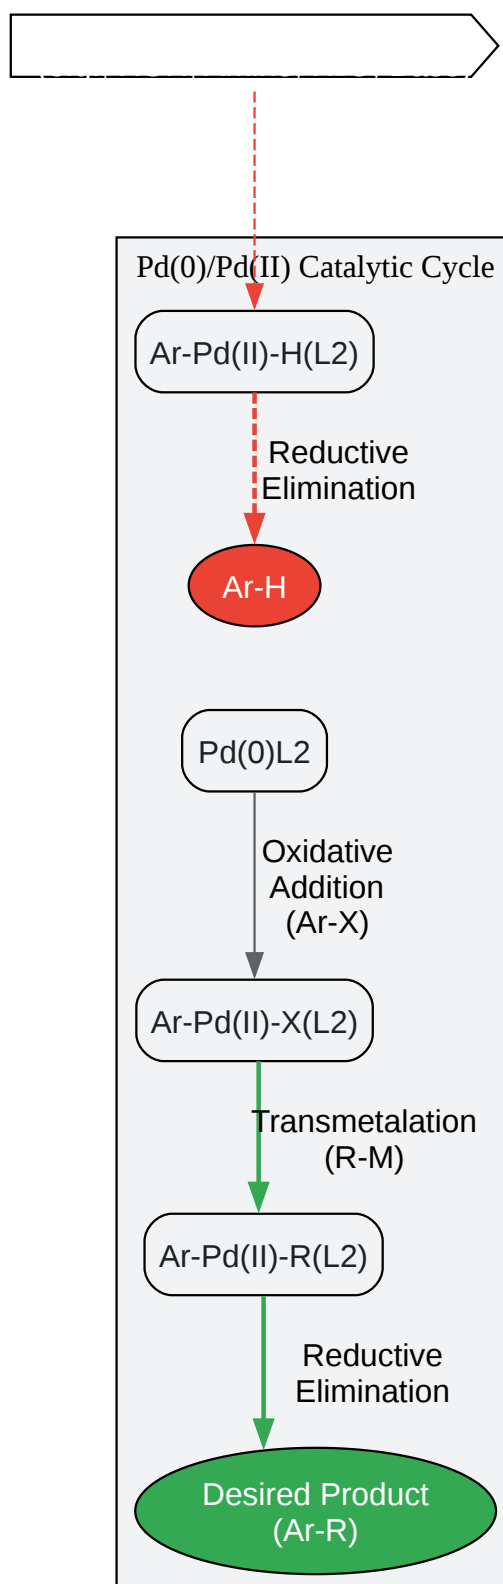 Pd(0)/Pd(II) Catalytic Cycle
Ar-Pd(II)-H(L2)
Reductive
Elimination
Ar-H
Pd(0)L2
Oxidative
Addition
(Ar-X)
Ar-Pd(II)-X(L2)
Transmetalation
(R-M)
Ar-Pd(II)-R(L2)
Reductive
Elimination
Desired Product
(Ar-R)